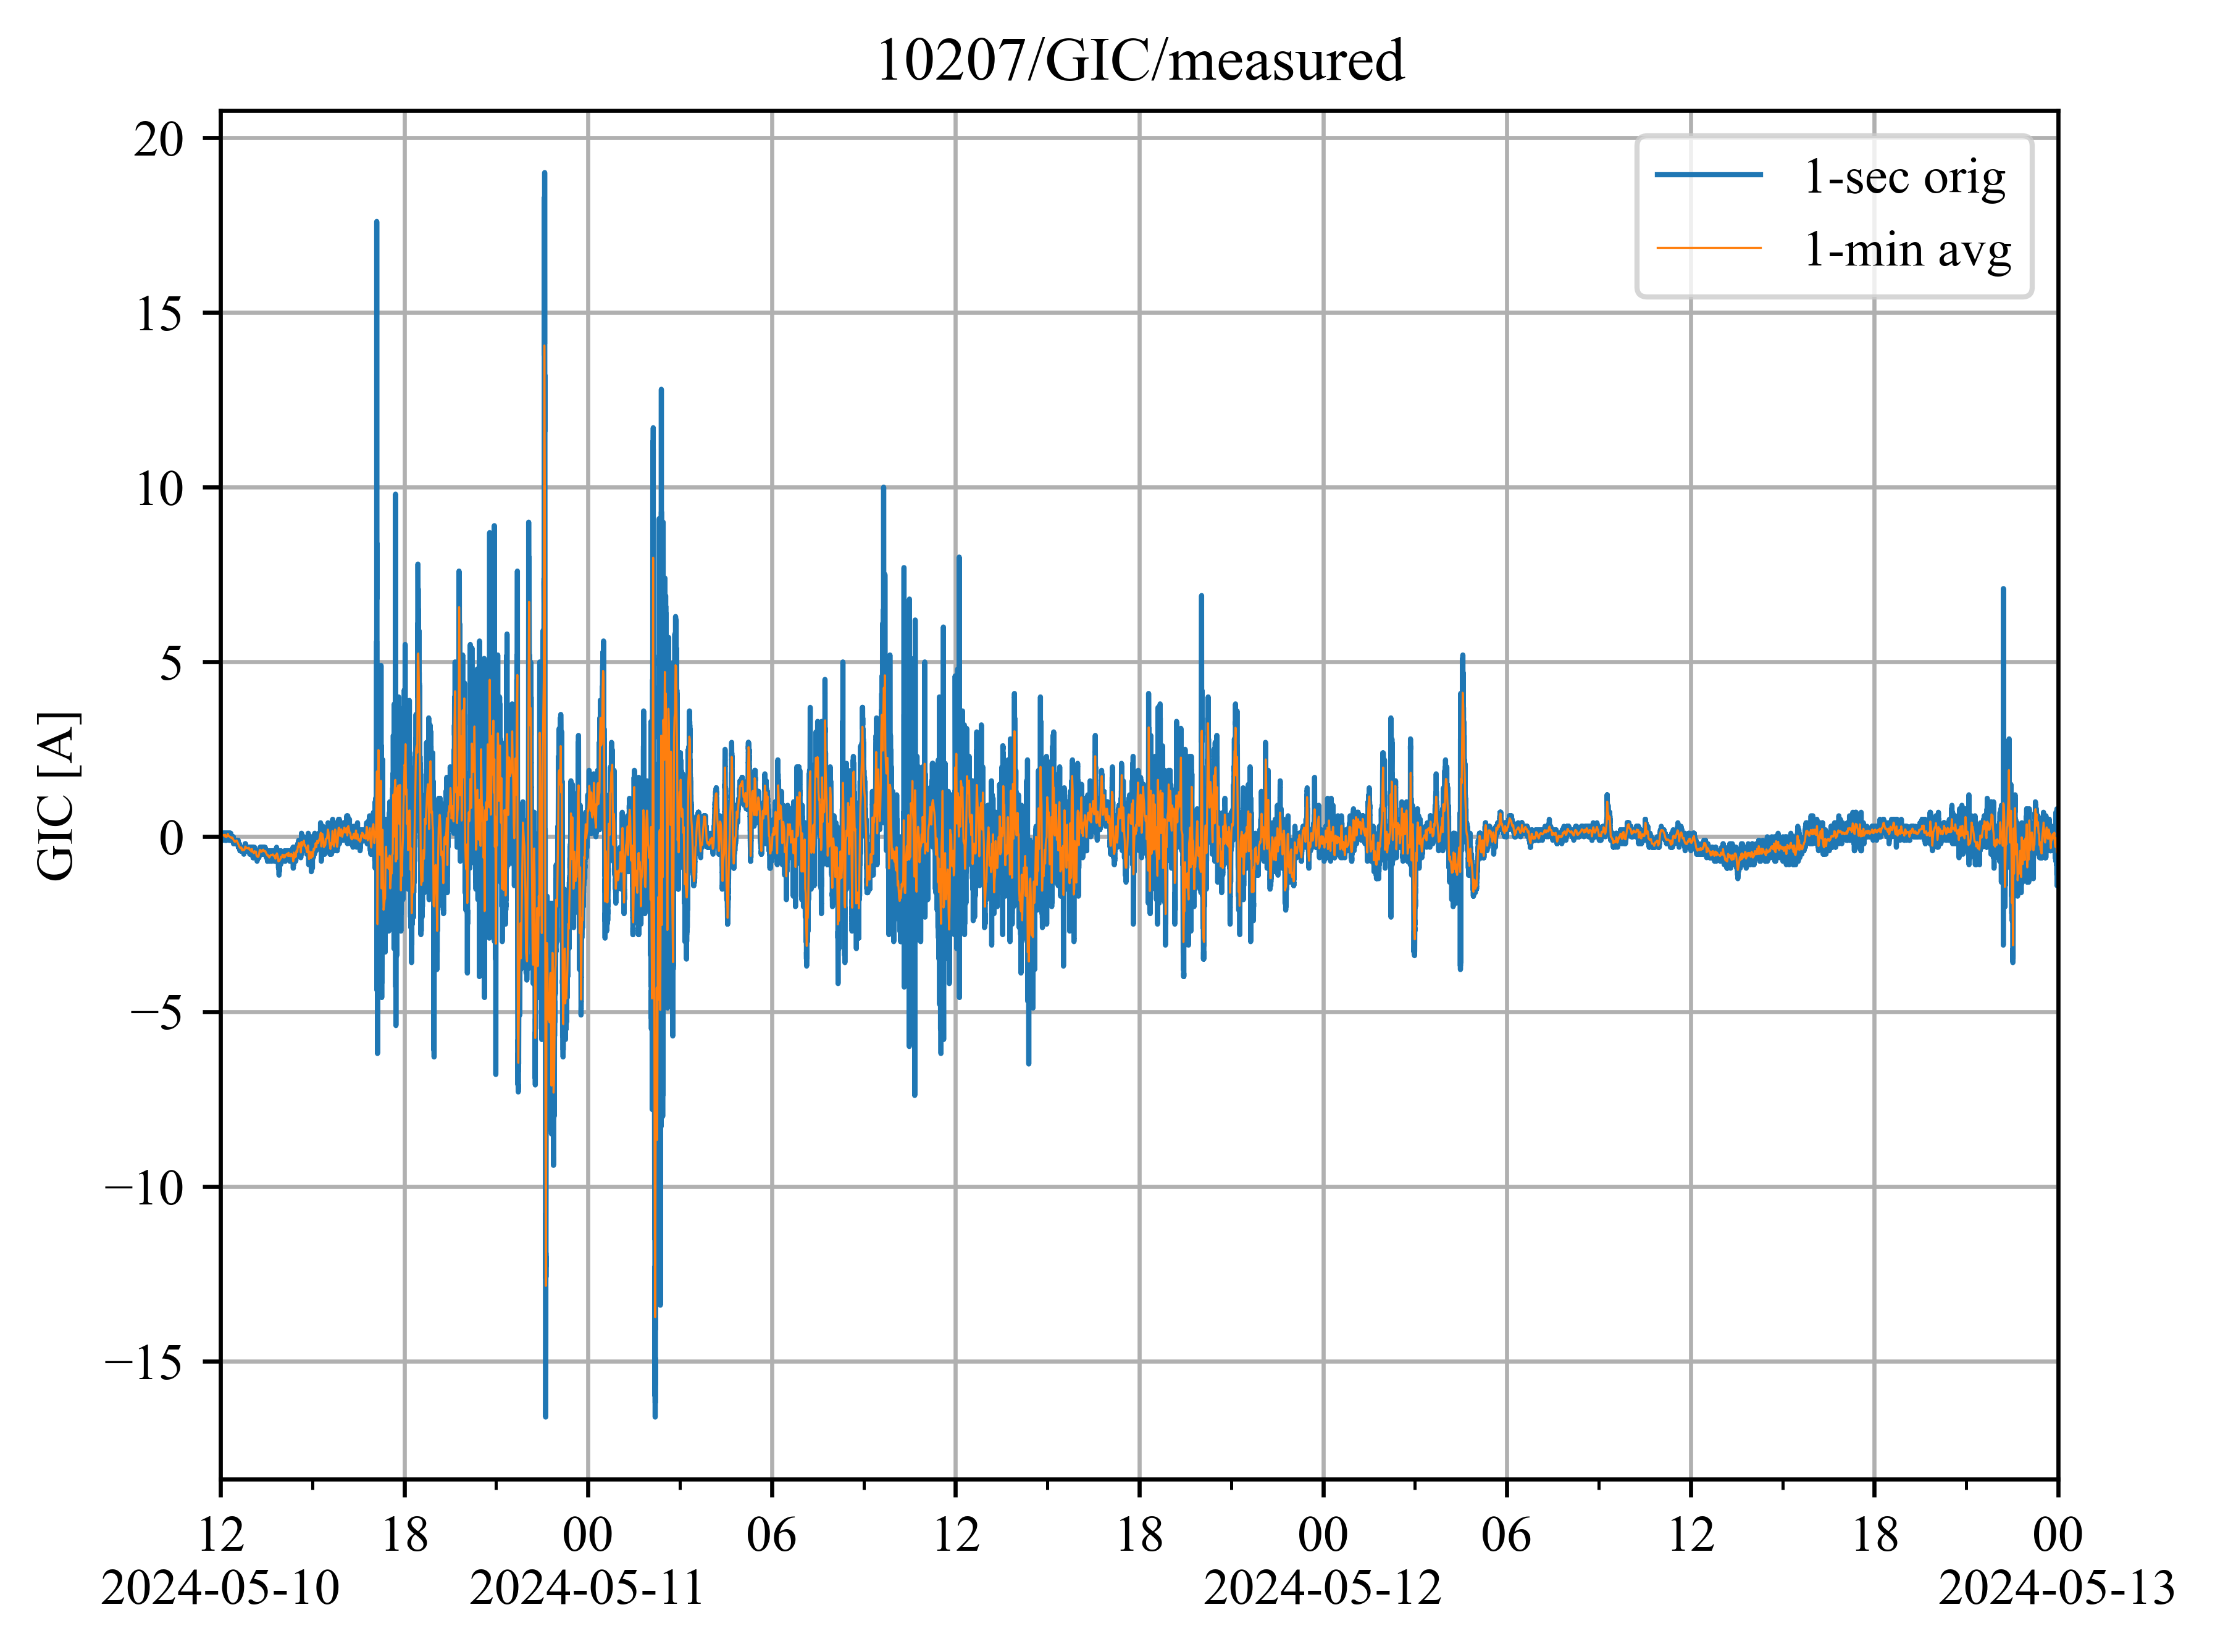 10207/GIC/measured
1-sec orig
1-min avg
GIC [A]
20
15
10
5
0
−5
−10
−15
12 18 00 06 12 18 00 06 12 18 00
2024-05-10 2024-05-11 2024-05-12 2024-05-13